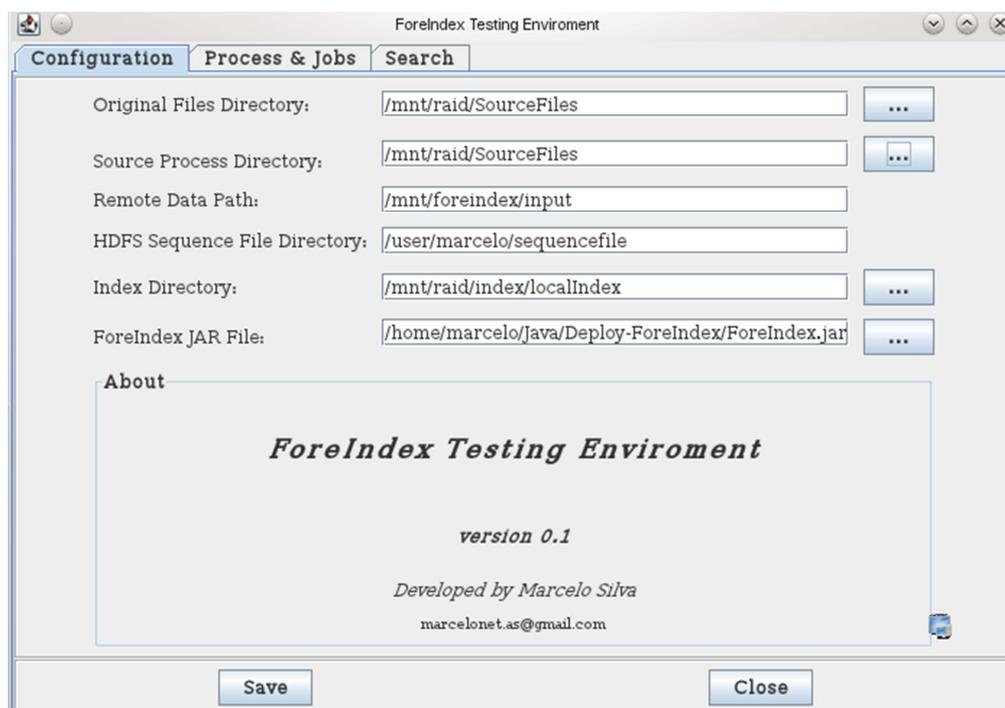 ForeIndex Testing Enviroment
Configuration Process & Jobs Search
Original Files Directory: /mnt/raid/SourceFiles ...
Source Process Directory: /mnt/raid/SourceFiles ...
Remote Data Path: /mnt/foreindex/input
HDFS Sequence File Directory: /user/marcelo/sequencefile
Index Directory: /mnt/raid/index/localIndex ...
ForeIndex JAR File: /home/marcelo/Java/Deploy-ForeIndex/ForeIndex.jar ...
About
ForeIndex Testing Enviroment
version 0.1
Developed by Marcelo Silva
marcelonet.as@gmail.com
Save Close